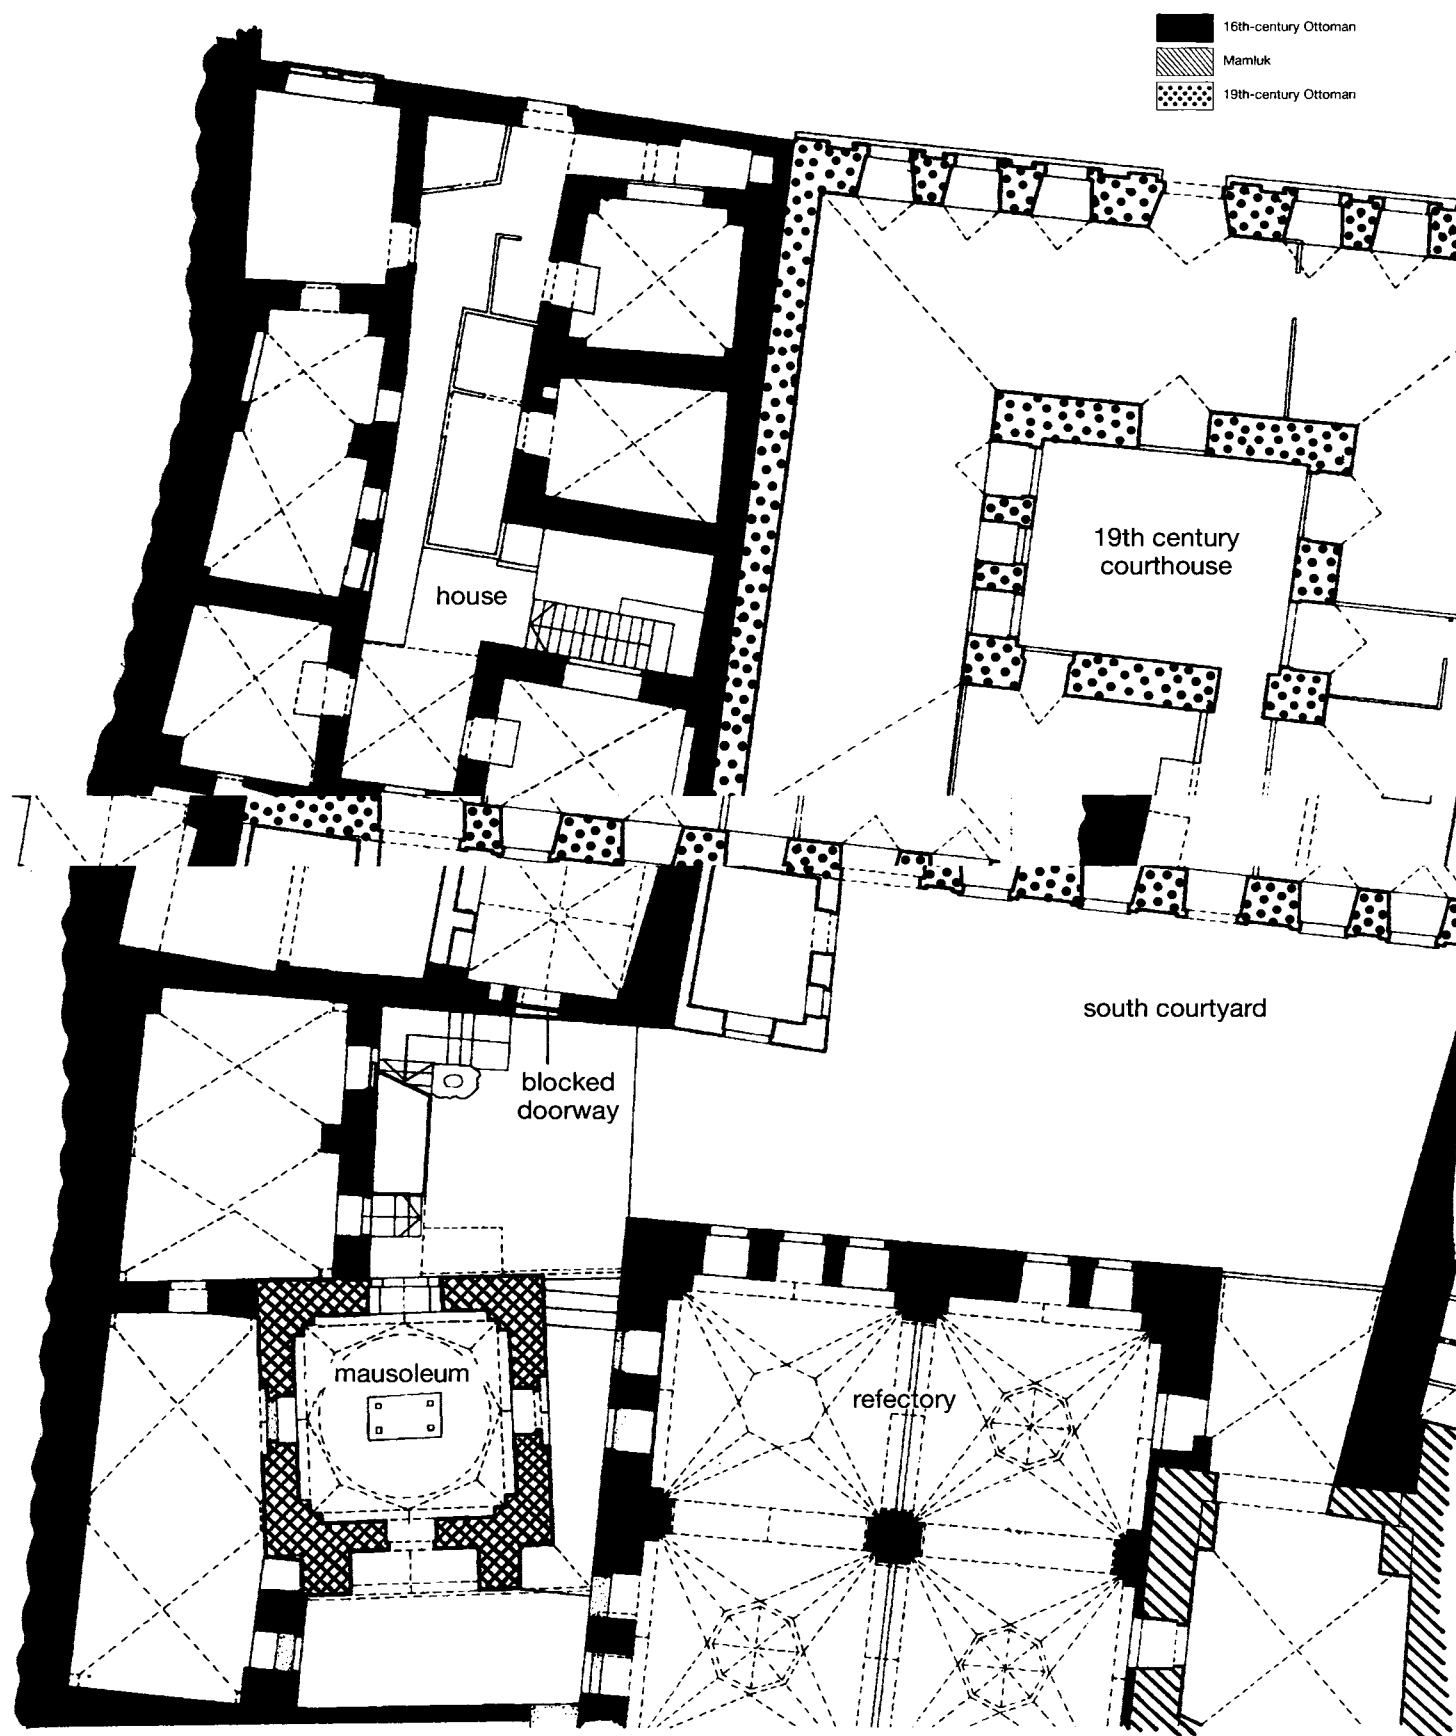 16th-century Ottoman
Mamluk
19th-century Ottoman
19th century
courthouse
house
south courtyard
blocked
doorway
mausoleum
refectory